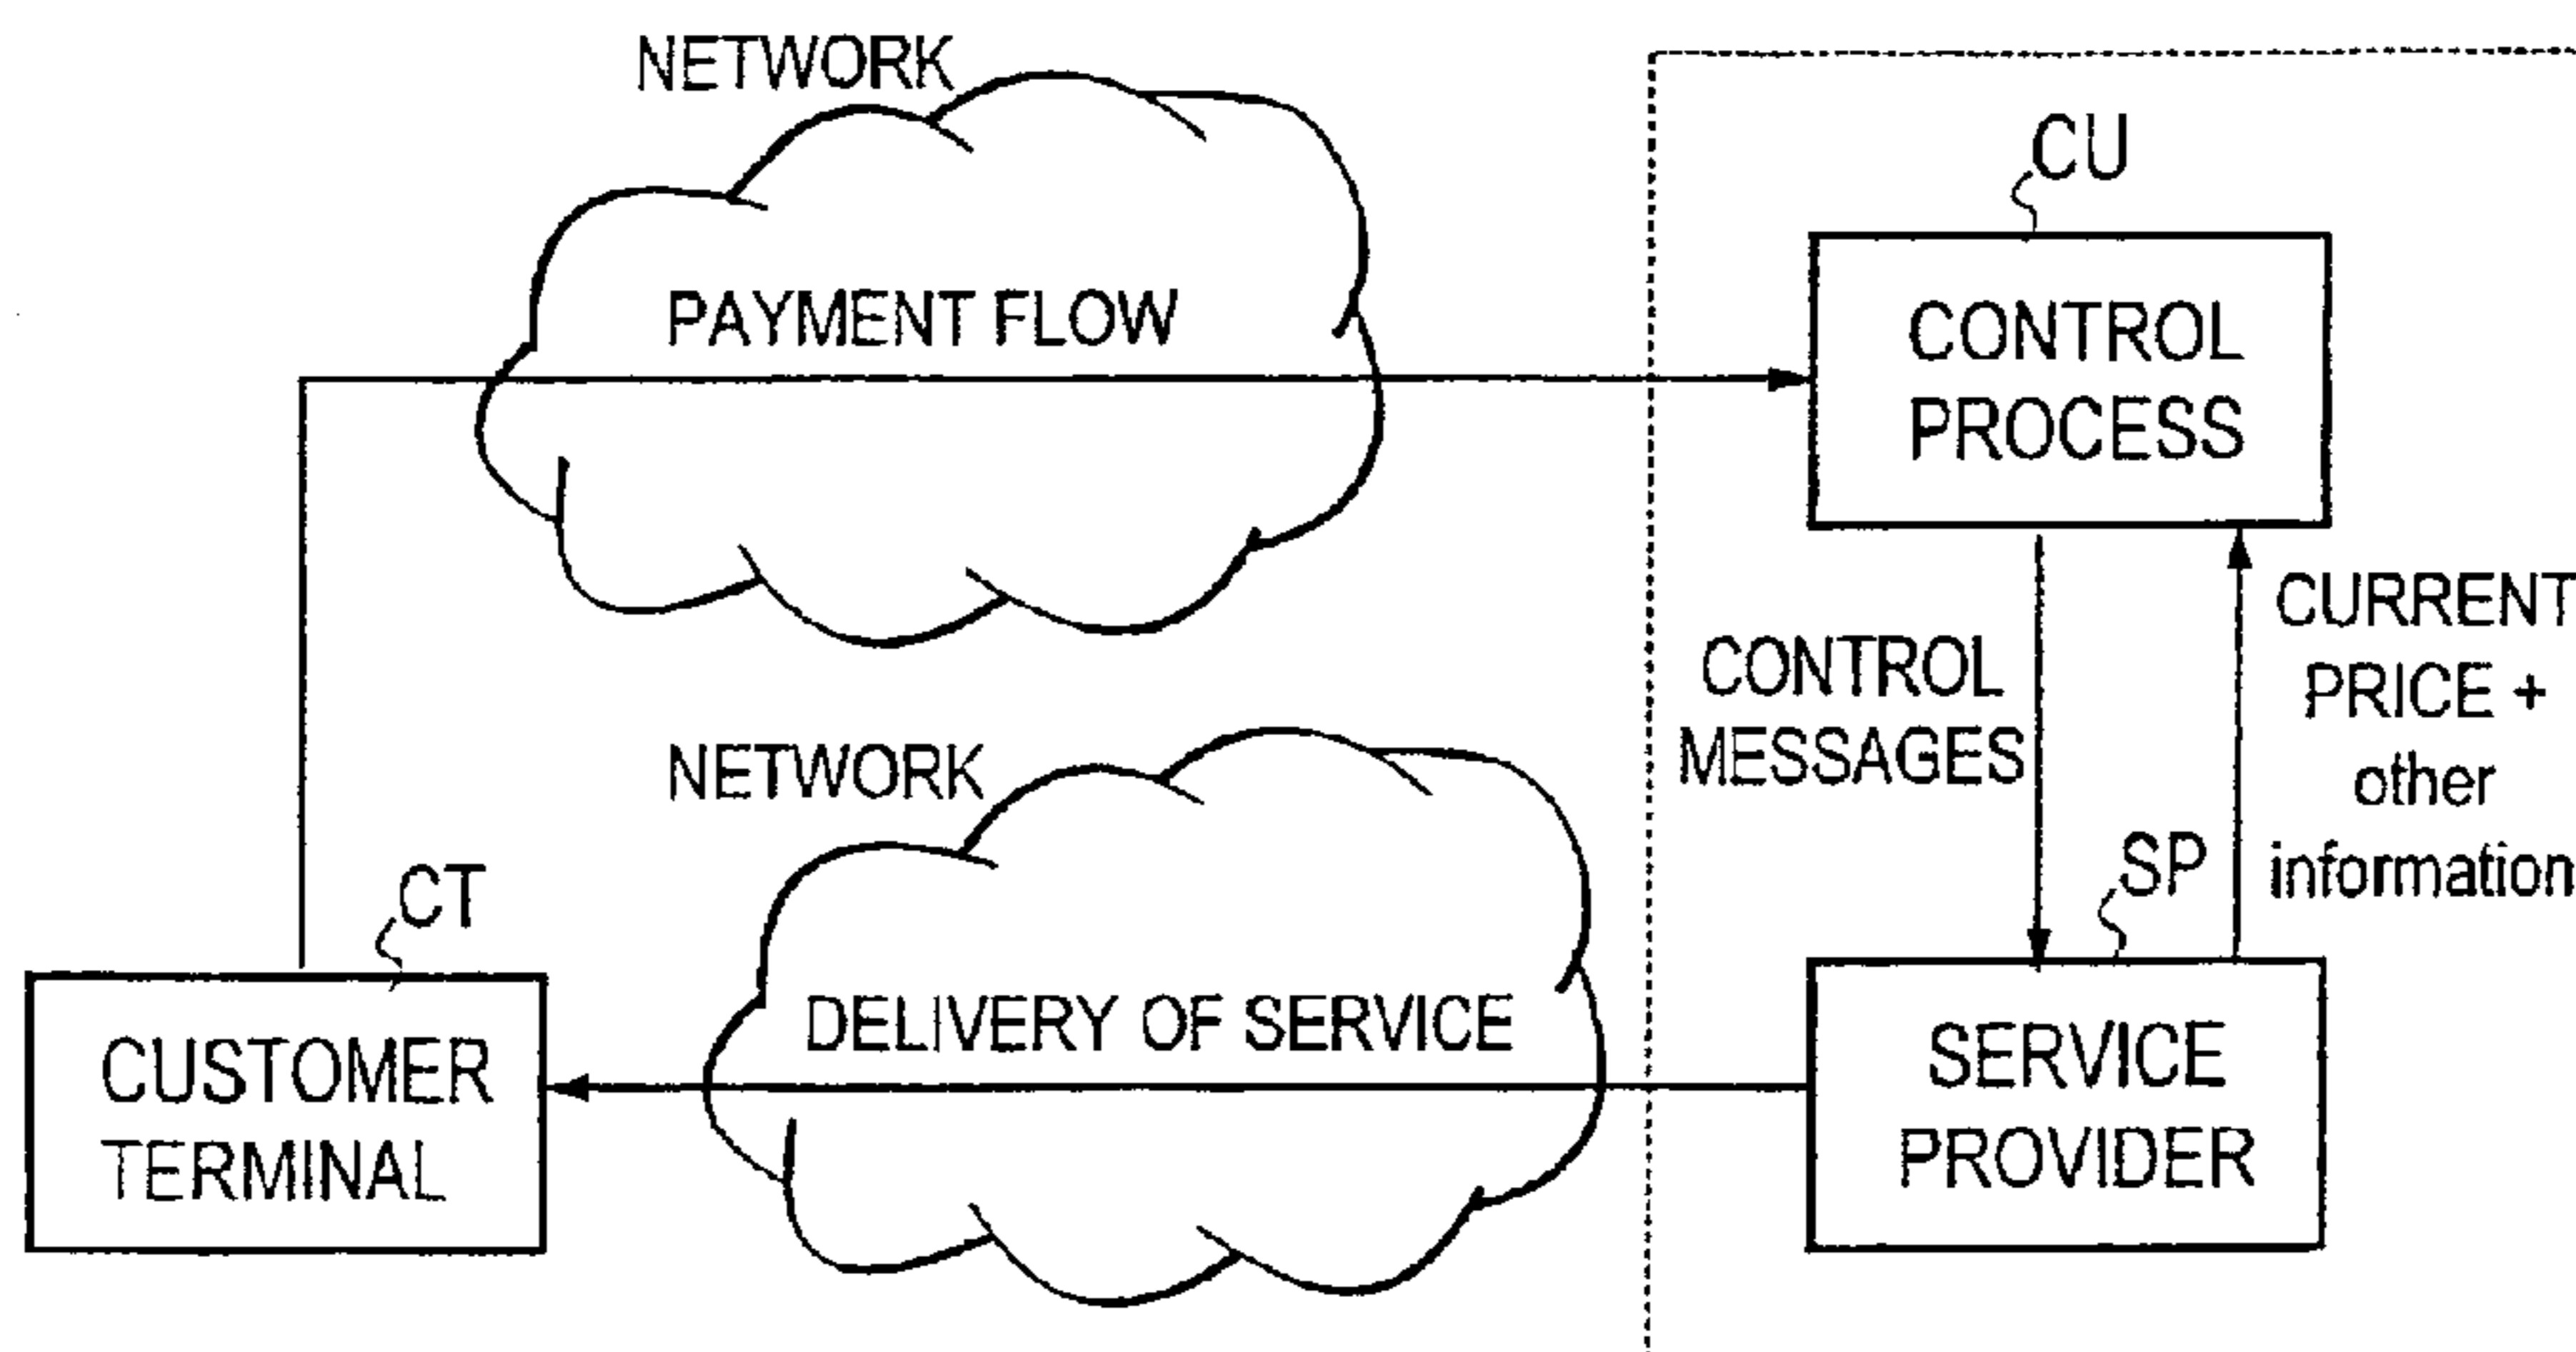 NETWORK
CU
PAYMENT FLOW
CONTROL
PROCESS
CONTROL
MESSAGES
CURRENT
PRICE +
other
information
NETWORK
CT
SP
CUSTOMER
TERMINAL
DELIVERY OF SERVICE
SERVICE
PROVIDER